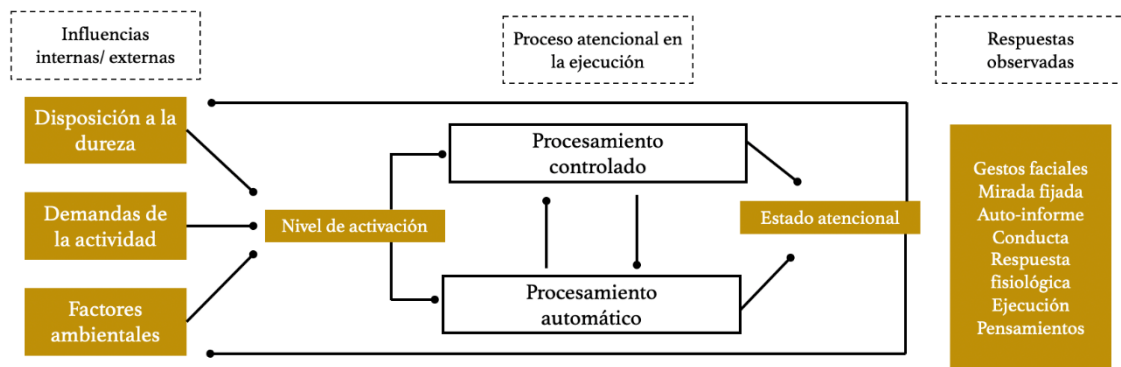 Influencias
internas/ externas
Proceso atencional en
la ejecución
Respuestas
observadas
Disposición a la
dureza
Demandas de
la actividad
Factores
ambientales
Nivel de activación
Procesamiento
controlado
Procesamiento
automático
Estado atencional
Gestos faciales
Mirada fijada
Auto-informe
Conducta
Respuesta
fisiológica
Ejecución
Pensamientos